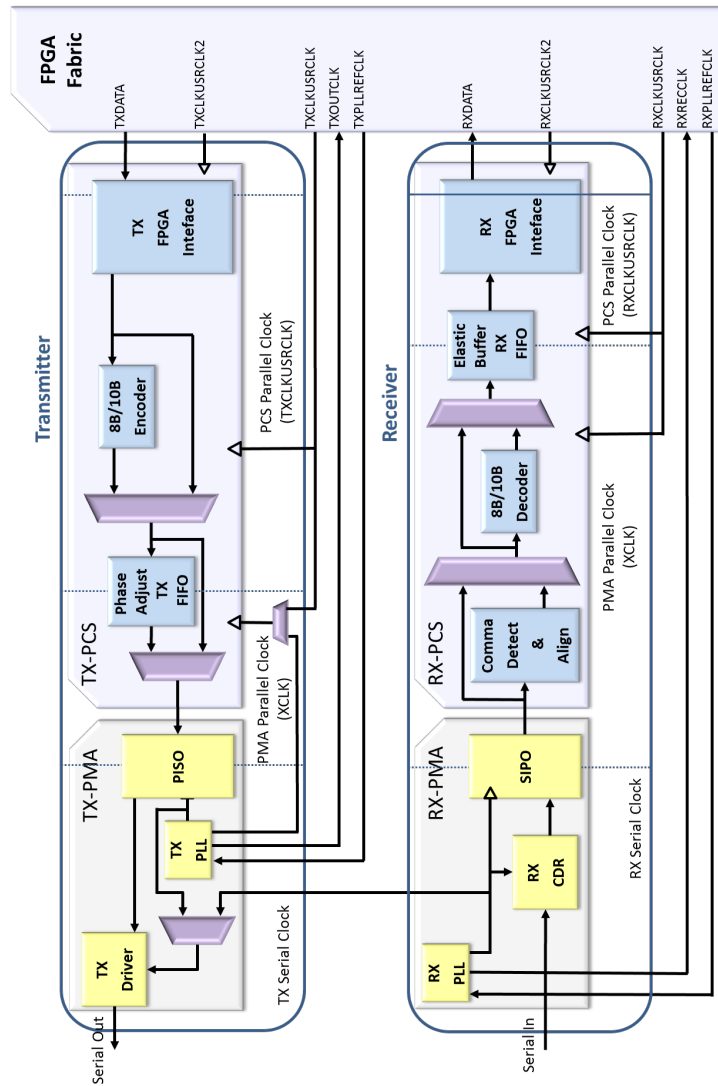 FPGA
Fabric
TXDATA
TXCLKUSRCLK2
TXCLKUSRCLK
TXOUTCLK
TXPLLREFCLK
RXDATA
RXCLKUSRCLK2
RXCLKUSRCLK
RXRECCLK
RXPLLREFCLK
Transmitter
TX-PMA
TX-PCS
Serial Out
TX
Driver
TX
PLL
PISO
Phase
Adjust
TX
FIFO
8B/10B
Encoder
TX
FPGA
Inteface
TX Serial Clock
PMA Parallel Clock
(XCLK)
PCS Parallel Clock
(TXCLKUSRCLK)
Receiver
RX-PMA
RX-PCS
RX
PLL
Serial In
RX
CDR
SIPO
Comma
Detect
&
Align
8B/10B
Decoder
Elastic
Buffer
RX
FIFO
RX
FPGA
Inteface
RX Serial Clock
PMA Parallel Clock
(XCLK)
PCS Parallel Clock
(RXCLKUSRCLK)